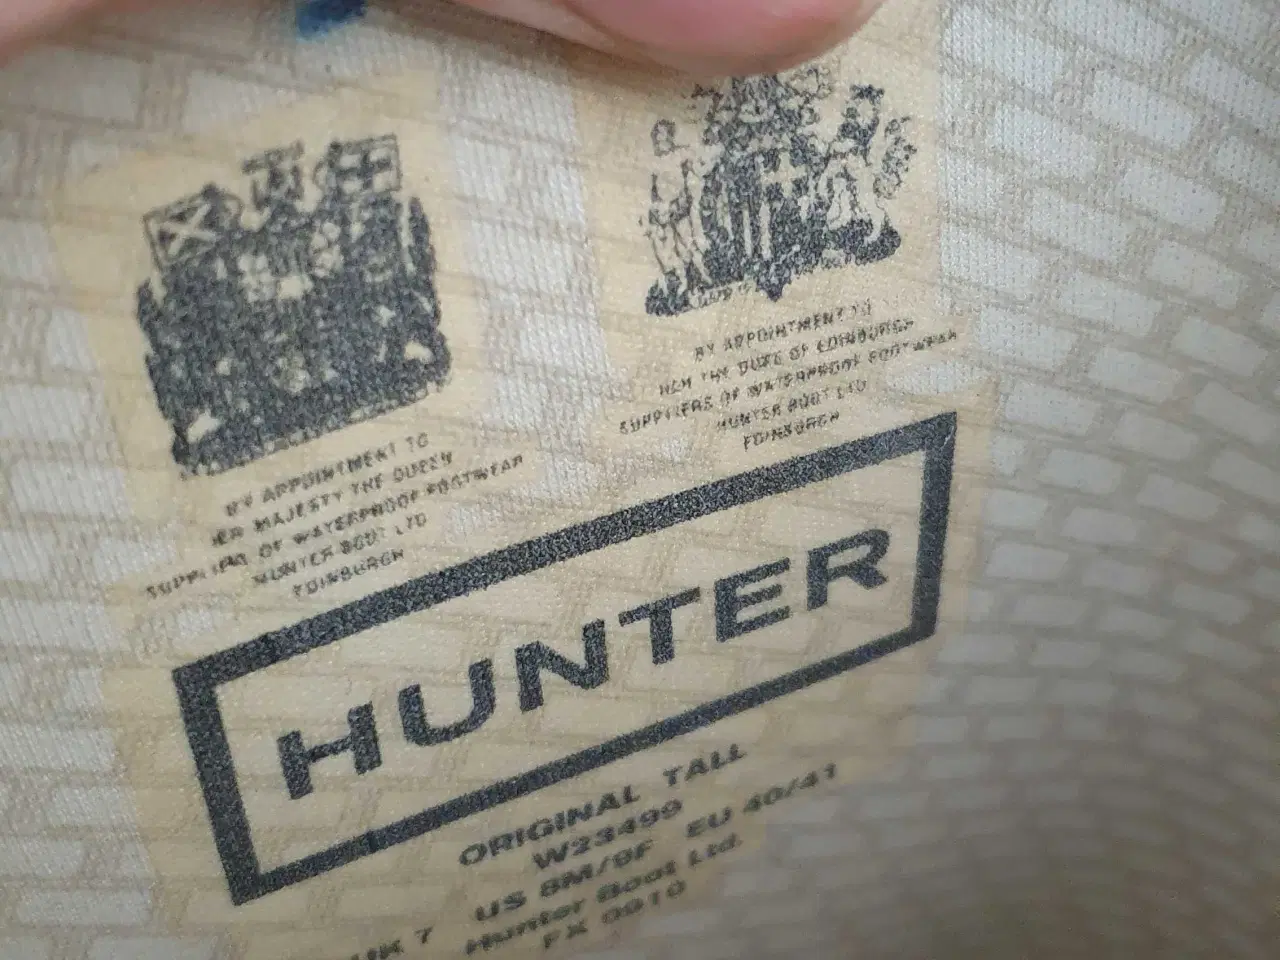 BY APPOINTMENT TO
HER MAJESTY THE QUEEN
SUPPLIERS OF WATERPROOF FOOTWEAR
HUNTER BOOT LTD
EDINBURGH
BY APPOINTMENT TO
HRH THE DUKE OF EDINBURGH
SUPPLIERS OF WATERPROOF FOOTWEAR
HUNTER BOOT LTD
EDINBURGH
HUNTER
ORIGINAL TALL
W23499
UK 7 US 8M/9F EU 40/41
Hunter Boot Ltd.
FX 0910